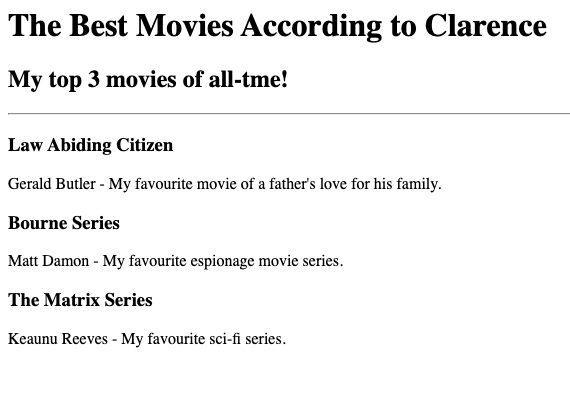 The Best Movies According to Clarence
My top 3 movies of all-tme!
Law Abiding Citizen
Gerald Butler - My favourite movie of a father's love for his family.
Bourne Series
Matt Damon - My favourite espionage movie series.
The Matrix Series
Keaunu Reeves - My favourite sci-fi series.